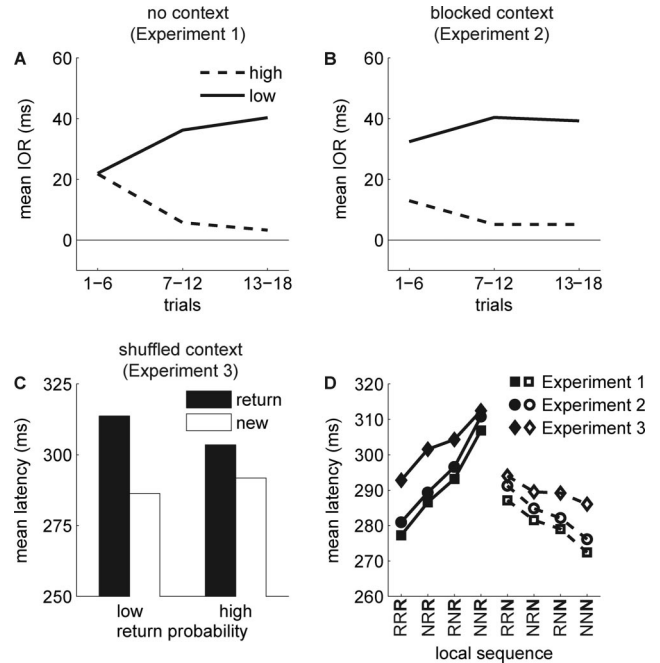 no context
(Experiment 1)
A
60
40
20
0
mean IOR (ms)
high
low
1−6
7−12
13−18
trials
blocked context
(Experiment 2)
B
60
40
20
0
mean IOR (ms)
1−6
7−12
13−18
trials
shuffled context
(Experiment 3)
C
325
300
275
250
mean latency (ms)
return
new
low
high
return probability
D
320
310
300
290
280
270
260
mean latency (ms)
Experiment 1
Experiment 2
Experiment 3
RRR
NRR
RNR
NNR
RRN
NRN
RNN
NNN
local sequence